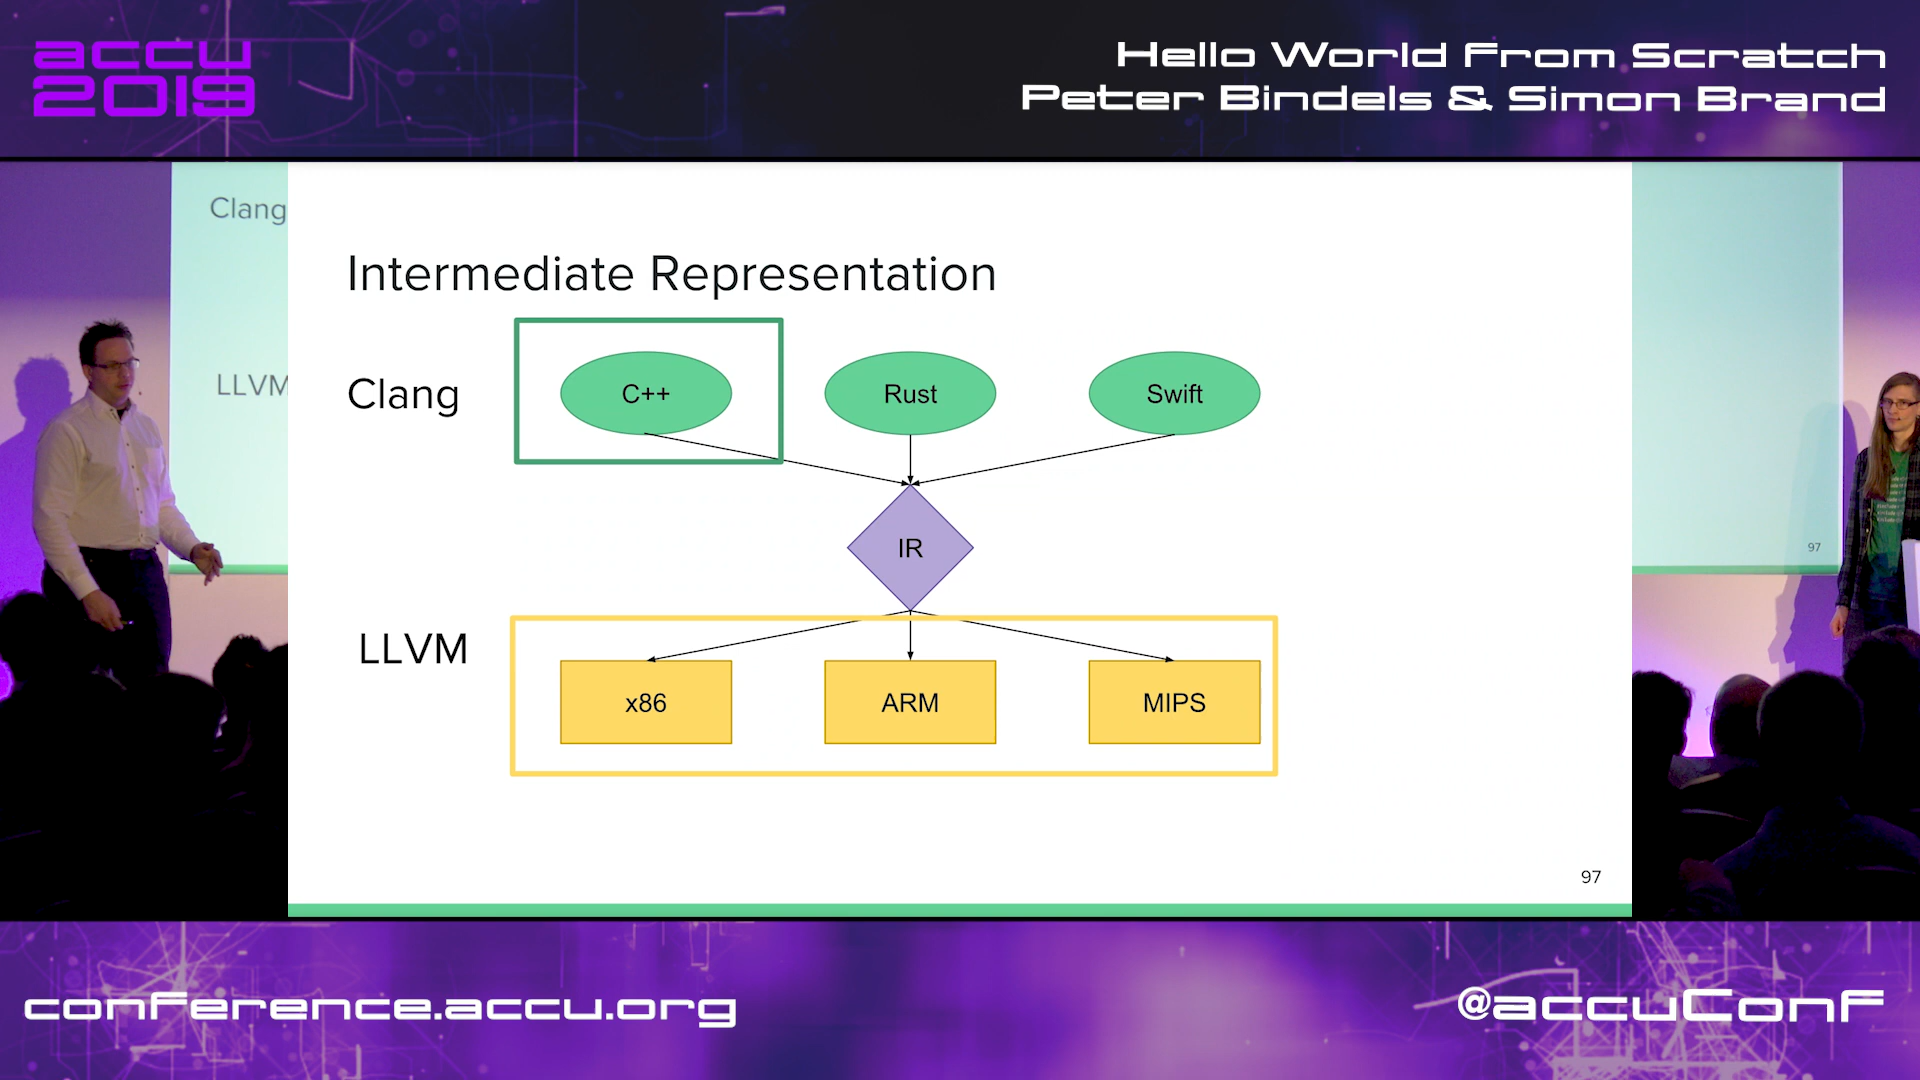 accu
2019
Hello World From Scratch
Peter Bindels & Simon Brand
Clang
LLVM
Intermediate Representation
Clang
C++
Rust
Swift
IR
LLVM
x86
ARM
MIPS
97
97
conference.accu.org
@accuConf